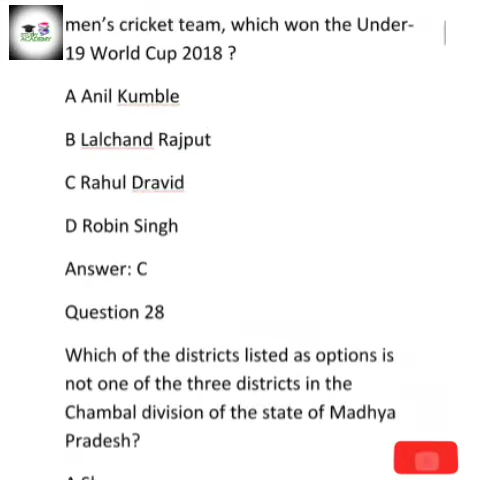 STUDY
ACADEMY
men’s cricket team, which won the Under-
19 World Cup 2018 ?
A Anil Kumble
B Lalchand Rajput
C Rahul Dravid
D Robin Singh
Answer: C
Question 28
Which of the districts listed as options is
not one of the three districts in the
Chambal division of the state of Madhya
Pradesh?